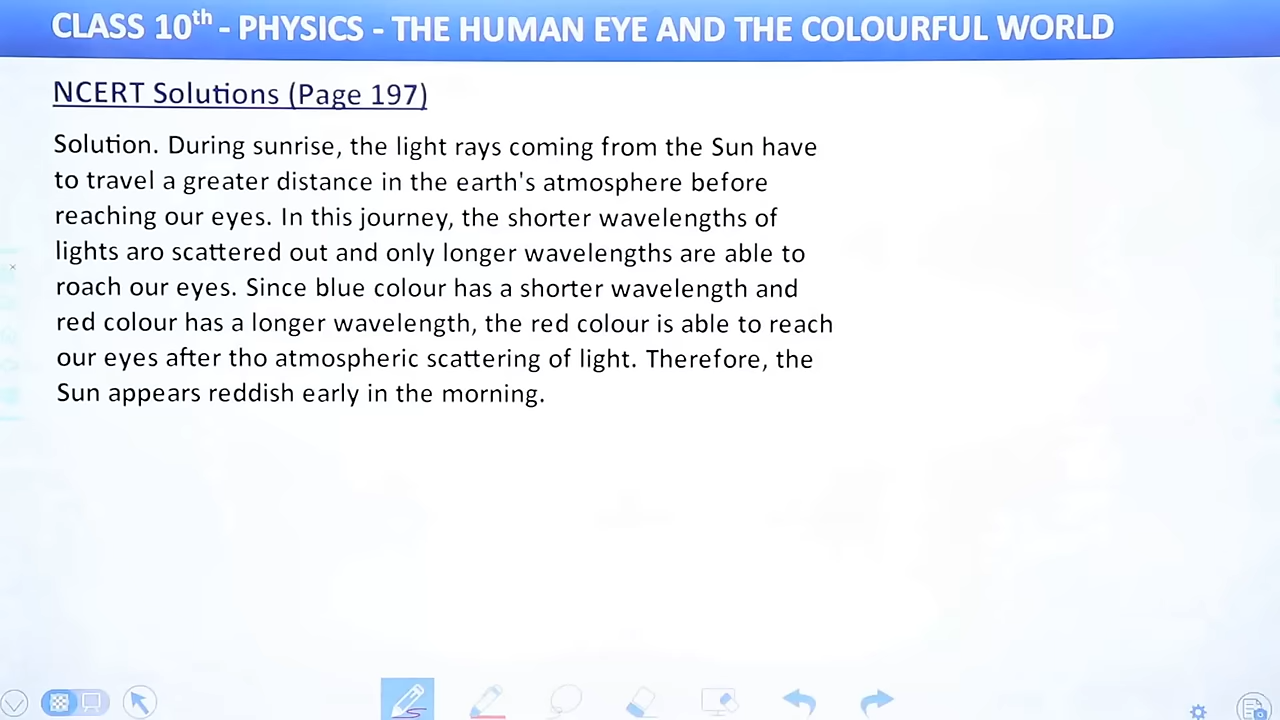 CLASS 10th - PHYSICS - THE HUMAN EYE AND THE COLOURFUL WORLD
NCERT Solutions (Page 197)
Solution. During sunrise, the light rays coming from the Sun have
to travel a greater distance in the earth's atmosphere before
reaching our eyes. In this journey, the shorter wavelengths of
lights aro scattered out and only longer wavelengths are able to
roach our eyes. Since blue colour has a shorter wavelength and
red colour has a longer wavelength, the red colour is able to reach
our eyes after tho atmospheric scattering of light. Therefore, the
Sun appears reddish early in the morning.